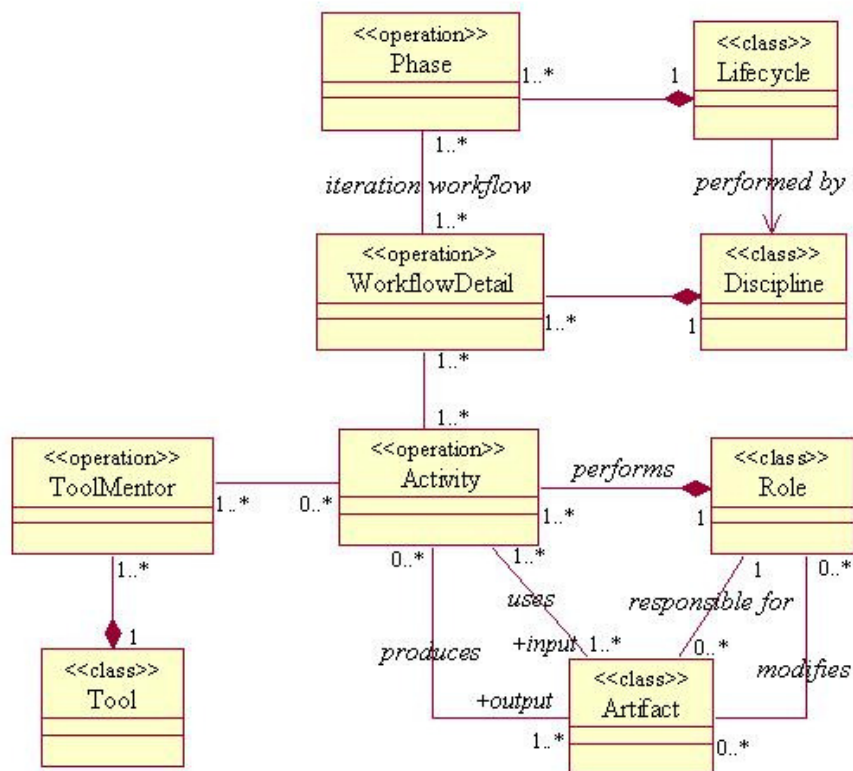 <<operation>>
Phase
1..*
1
<<class>>
Lifecycle
1..*
iteration workflow
performed by
1..*
<<operation>>
WorkflowDetail
1..*
1
<<class>>
Discipline
1..*
1..*
<<operation>>
ToolMentor
1..*
0..*
<<operation>>
Activity
performs
1..*
1
<<class>>
Role
1..*
0..*
1..*
1
0..*
uses
responsible for
1
<<class>>
Tool
produces
+input
1..*
0..*
modifies
+output
1..*
<<class>>
Artifact
0..*